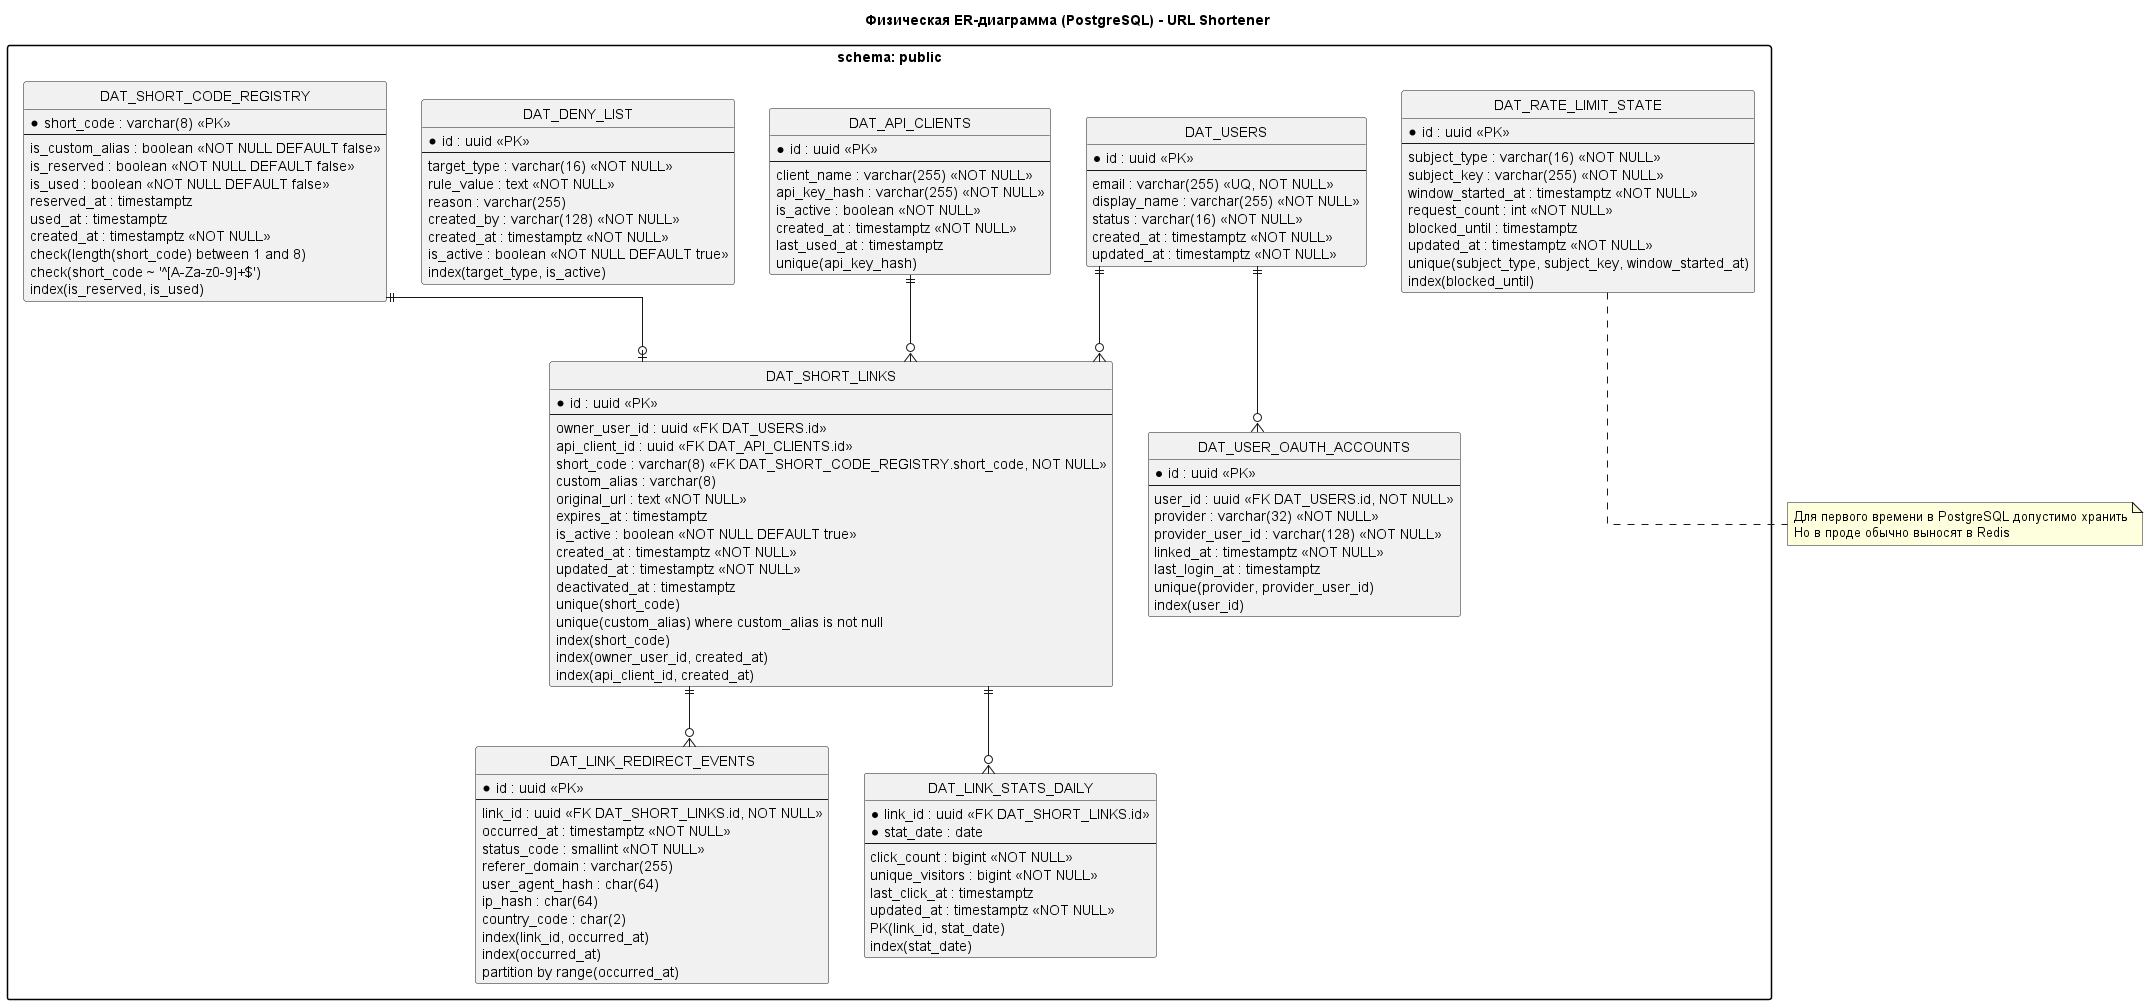 Физическая ER-диаграмма (PostgreSQL) - URL Shortener
schema: public
DAT_SHORT_CODE_REGISTRY
short_code : varchar(8) «PK»
is_custom_alias : boolean «NOT NULL DEFAULT false»
is_reserved : boolean «NOT NULL DEFAULT false»
is_used : boolean «NOT NULL DEFAULT false»
reserved_at : timestamptz
used_at : timestamptz
created_at : timestamptz «NOT NULL»
check(length(short_code) between 1 and 8)
check(short_code ~ '^[A-Za-z0-9]+$')
index(is_reserved, is_used)
DAT_DENY_LIST
id : uuid «PK»
target_type : varchar(16) «NOT NULL»
rule_value : text «NOT NULL»
reason : varchar(255)
created_by : varchar(128) «NOT NULL»
created_at : timestamptz «NOT NULL»
is_active : boolean «NOT NULL DEFAULT true»
index(target_type, is_active)
DAT_API_CLIENTS
id : uuid «PK»
client_name : varchar(255) «NOT NULL»
api_key_hash : varchar(255) «NOT NULL»
is_active : boolean «NOT NULL»
created_at : timestamptz «NOT NULL»
last_used_at : timestamptz
unique(api_key_hash)
DAT_USERS
id : uuid «PK»
email : varchar(255) «UQ, NOT NULL»
display_name : varchar(255) «NOT NULL»
status : varchar(16) «NOT NULL»
created_at : timestamptz «NOT NULL»
updated_at : timestamptz «NOT NULL»
DAT_RATE_LIMIT_STATE
id : uuid «PK»
subject_type : varchar(16) «NOT NULL»
subject_key : varchar(255) «NOT NULL»
window_started_at : timestamptz «NOT NULL»
request_count : int «NOT NULL»
blocked_until : timestamptz
updated_at : timestamptz «NOT NULL»
unique(subject_type, subject_key, window_started_at)
index(blocked_until)
DAT_SHORT_LINKS
id : uuid «PK»
owner_user_id : uuid «FK DAT_USERS.id»
api_client_id : uuid «FK DAT_API_CLIENTS.id»
short_code : varchar(8) «FK DAT_SHORT_CODE_REGISTRY.short_code, NOT NULL»
custom_alias : varchar(8)
original_url : text «NOT NULL»
expires_at : timestamptz
is_active : boolean «NOT NULL DEFAULT true»
created_at : timestamptz «NOT NULL»
updated_at : timestamptz «NOT NULL»
deactivated_at : timestamptz
unique(short_code)
unique(custom_alias) where custom_alias is not null
index(short_code)
index(owner_user_id, created_at)
index(api_client_id, created_at)
DAT_USER_OAUTH_ACCOUNTS
id : uuid «PK»
user_id : uuid «FK DAT_USERS.id, NOT NULL»
provider : varchar(32) «NOT NULL»
provider_user_id : varchar(128) «NOT NULL»
linked_at : timestamptz «NOT NULL»
last_login_at : timestamptz
unique(provider, provider_user_id)
index(user_id)
Для первого времени в PostgreSQL допустимо хранить
Но в проде обычно выносят в Redis
DAT_LINK_REDIRECT_EVENTS
id : uuid «PK»
link_id : uuid «FK DAT_SHORT_LINKS.id, NOT NULL»
occurred_at : timestamptz «NOT NULL»
status_code : smallint «NOT NULL»
referer_domain : varchar(255)
user_agent_hash : char(64)
ip_hash : char(64)
country_code : char(2)
index(link_id, occurred_at)
index(occurred_at)
partition by range(occurred_at)
DAT_LINK_STATS_DAILY
link_id : uuid «FK DAT_SHORT_LINKS.id»
stat_date : date
click_count : bigint «NOT NULL»
unique_visitors : bigint «NOT NULL»
last_click_at : timestamptz
updated_at : timestamptz «NOT NULL»
PK(link_id, stat_date)
index(stat_date)